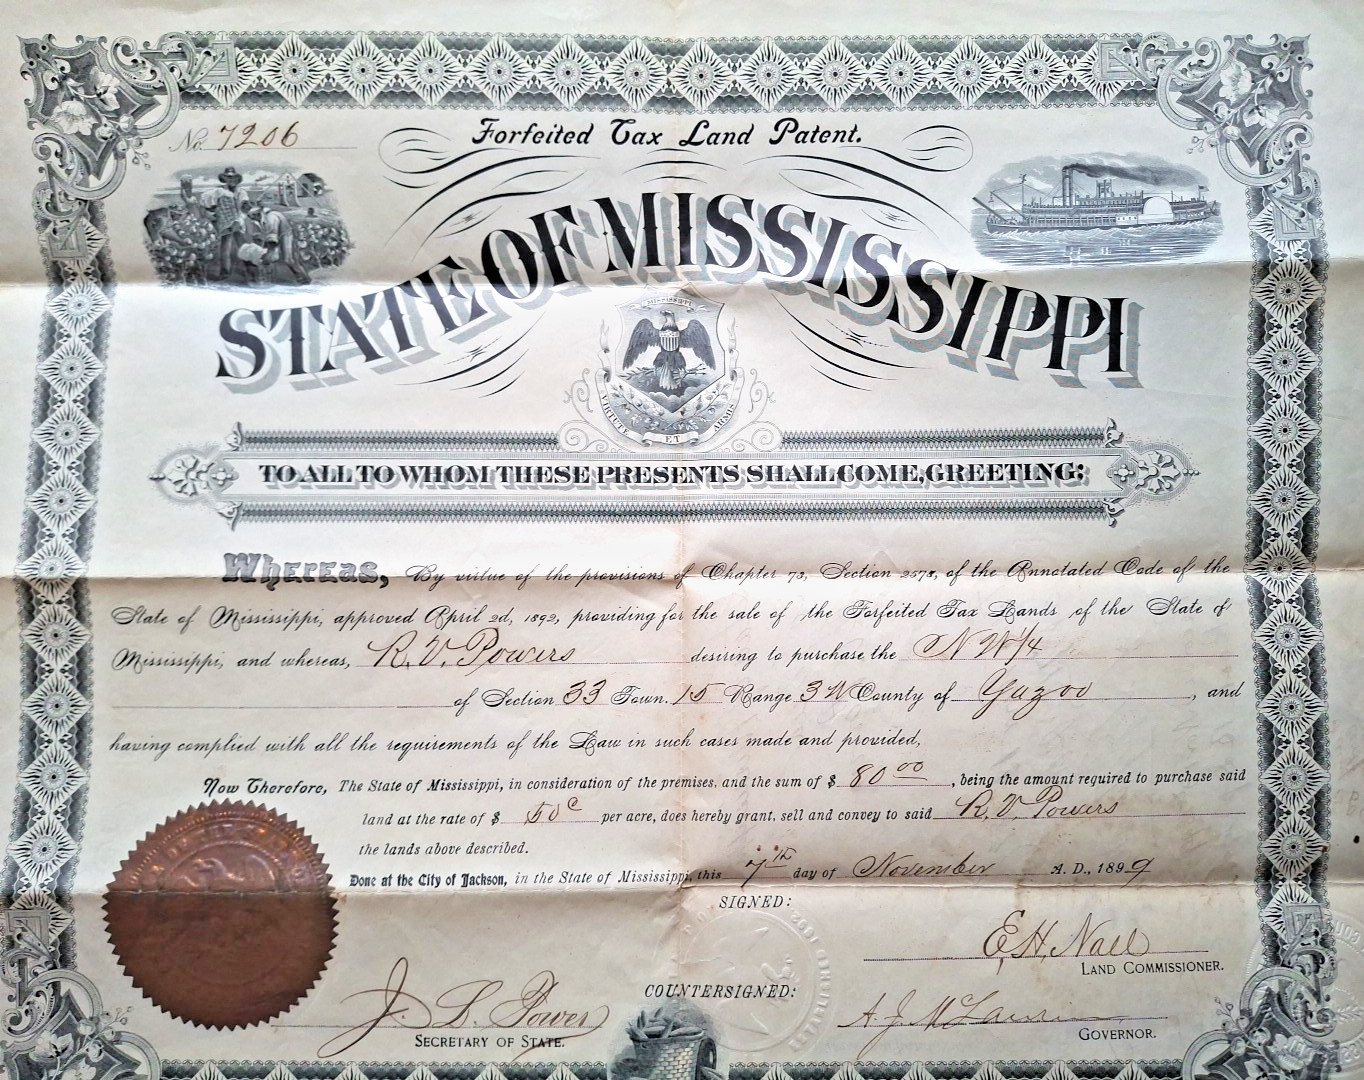 No. 7206
Forfeited Tax Land Patent.
STATE OF MISSISSIPPI
MISSISSIPPI
VIRTUTE ET ARMIS
TO ALL TO WHOM THESE PRESENTS SHALL COME, GREETING:
Whereas, By virtue of the provisions of Chapter 73, Section 2578, of the Annotated Code of the
State of Mississippi, approved April 2d, 1892, providing for the sale of the Forfeited Tax Lands of the State of
Mississippi, and whereas, R. V. Powers desiring to purchase the N W/4
of Section 33 Town. 15 Range 3 W County of Yazoo, and
having complied with all the requirements of the Law in such cases made and provided,
Now Therefore, The State of Mississippi, in consideration of the premises, and the sum of $ 80 00, being the amount required to purchase said
land at the rate of $ 50c per acre, does hereby grant, sell and convey to said R. V. Powers
the lands above described.
Done at the City of Jackson, in the State of Mississippi, this 7th day of November A. D., 1899
SIGNED:
E. H. Nall
LAND COMMISSIONER.
COUNTERSIGNED:
J. L. Power
SECRETARY OF STATE.
A. J. McLaurin
GOVERNOR.